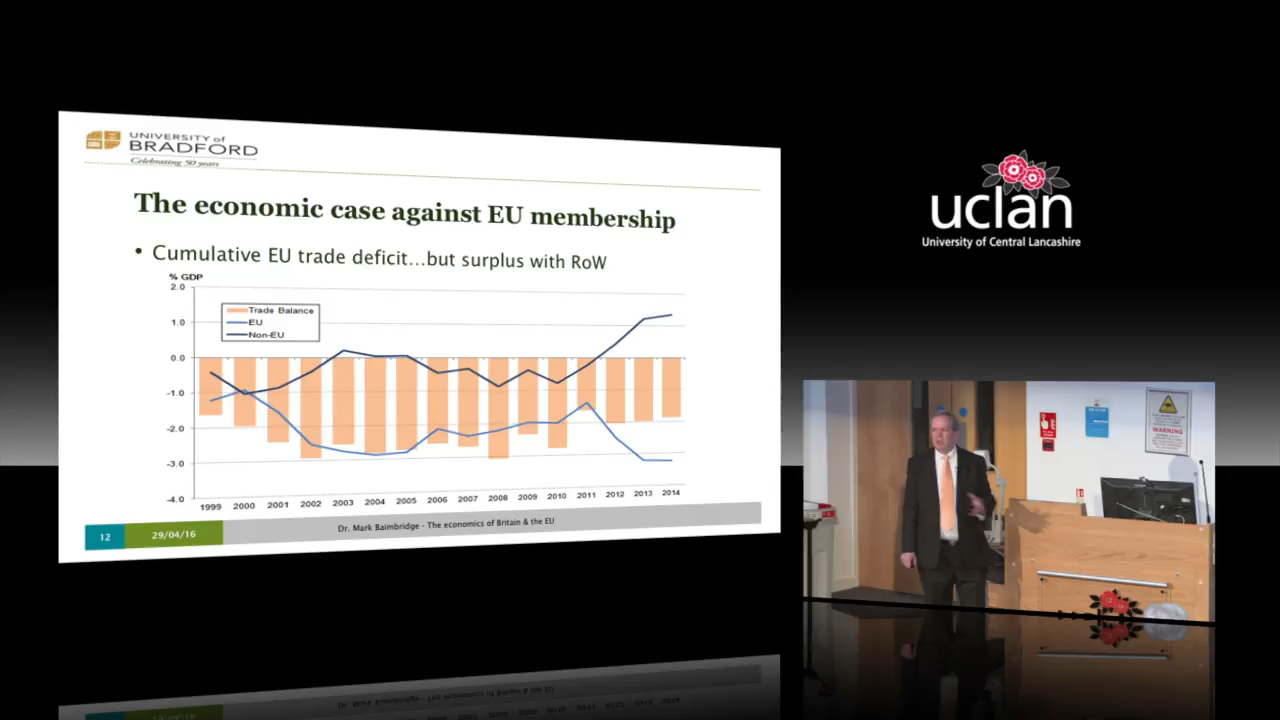 UNIVERSITY of
BRADFORD
Celebrating 50 years
The economic case against EU membership
• Cumulative EU trade deficit...but surplus with RoW
% GDP
2.0
1.0
0.0
-1.0
-2.0
-3.0
-4.0
Trade Balance
EU
Non-EU
1999 2000 2001 2002 2003 2004 2005 2006 2007 2008 2009 2010 2011 2012 2013 2014
12 29/04/16 Dr. Mark Baimbridge - The economics of Britain & the EU
uclan
University of Central Lancashire
WARNING